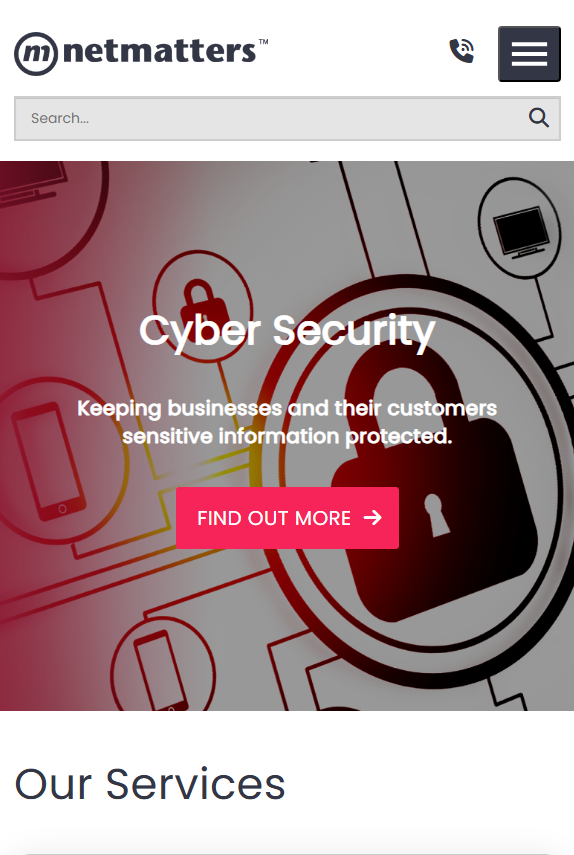 netmatters™
Search...
Cyber Security
Keeping businesses and their customers
sensitive information protected.
FIND OUT MORE
Our Services